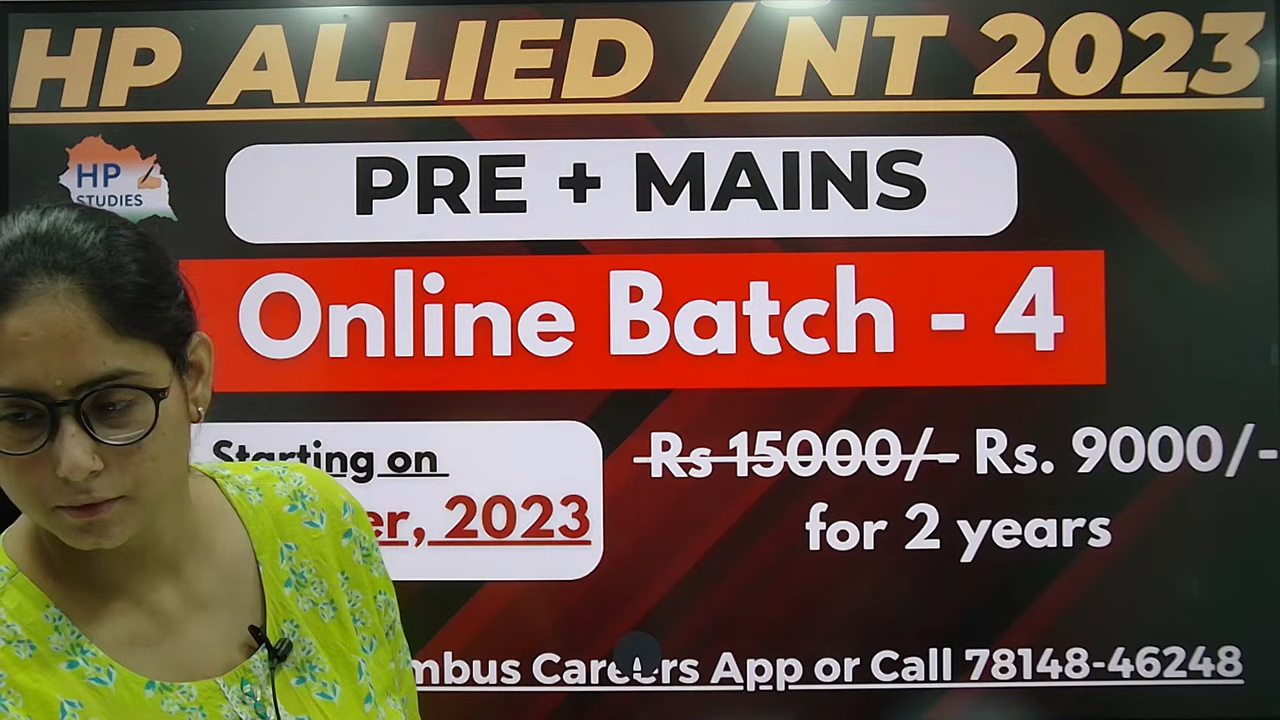 HP ALLIED / NT 2023
HP
STUDIES
PRE + MAINS
Online Batch - 4
Starting on
er, 2023
Rs 15000/- Rs. 9000/-
for 2 years
mbus Careers App or Call 78148-46248